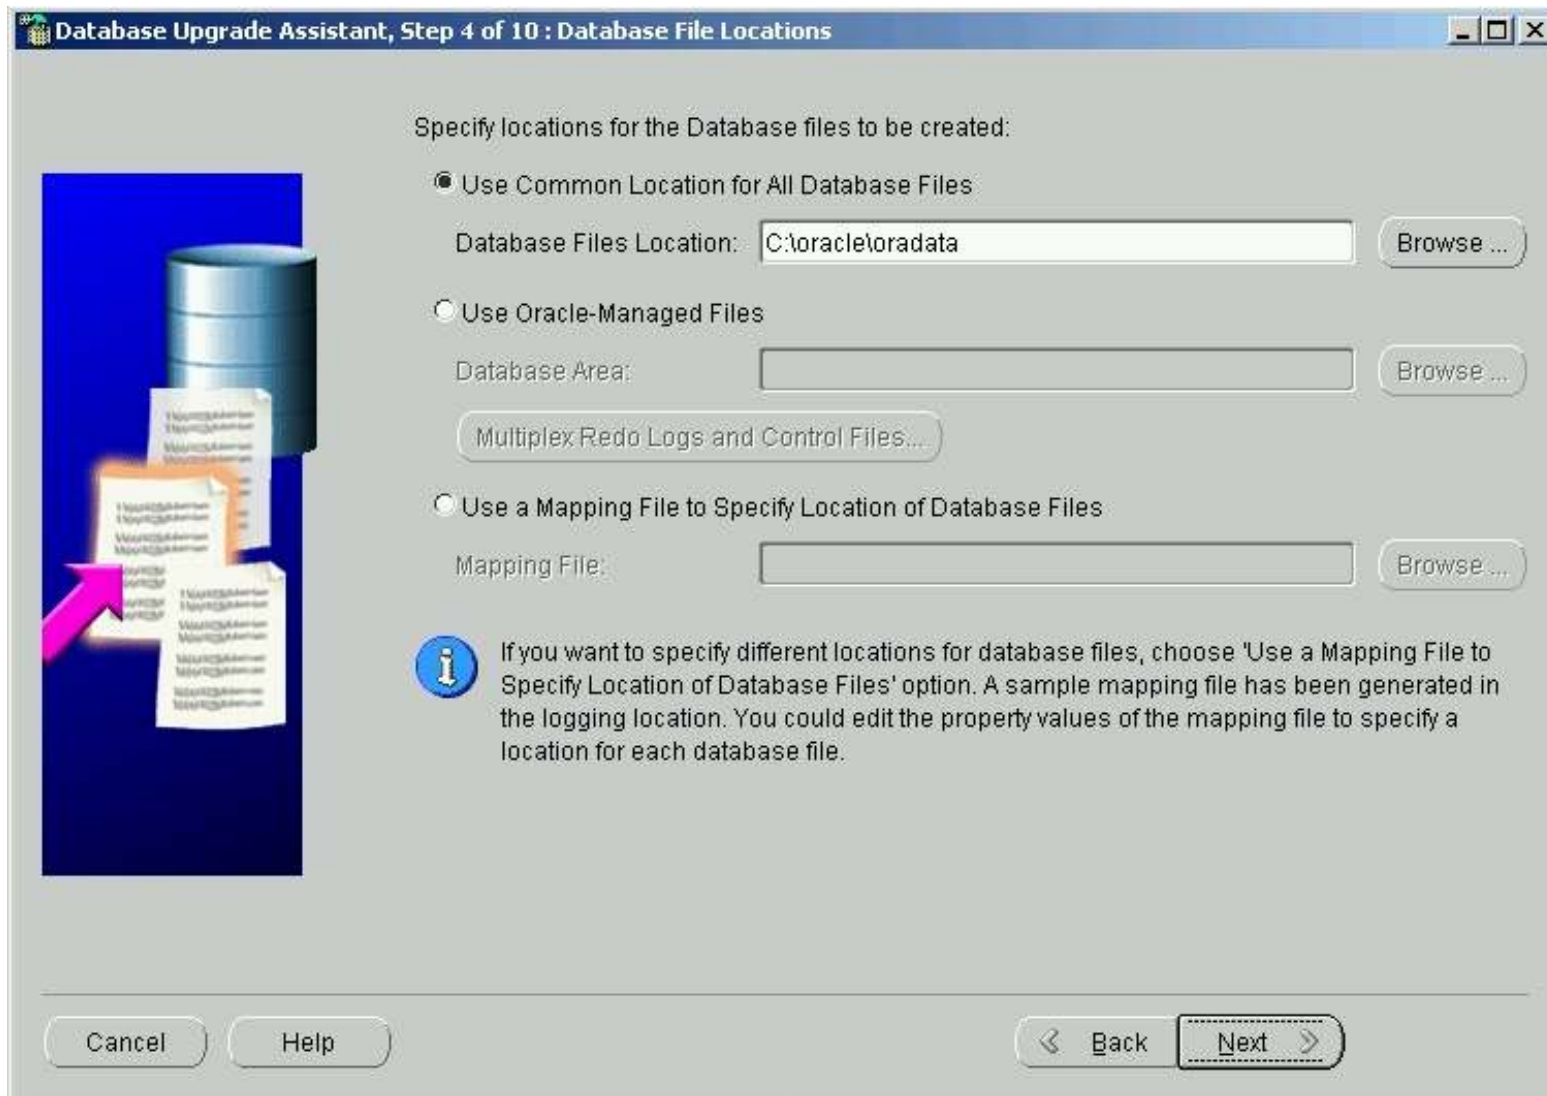 Database Upgrade Assistant, Step 4 of 10 : Database File Locations
Specify locations for the Database files to be created:
Use Common Location for All Database Files
Database Files Location: C:\oracle\oradata Browse ...
Use Oracle-Managed Files
Database Area: Browse ...
Multiplex Redo Logs and Control Files...
Use a Mapping File to Specify Location of Database Files
Mapping File: Browse ...
If you want to specify different locations for database files, choose 'Use a Mapping File to
Specify Location of Database Files' option. A sample mapping file has been generated in
the logging location. You could edit the property values of the mapping file to specify a
location for each database file.
Cancel Help Back Next